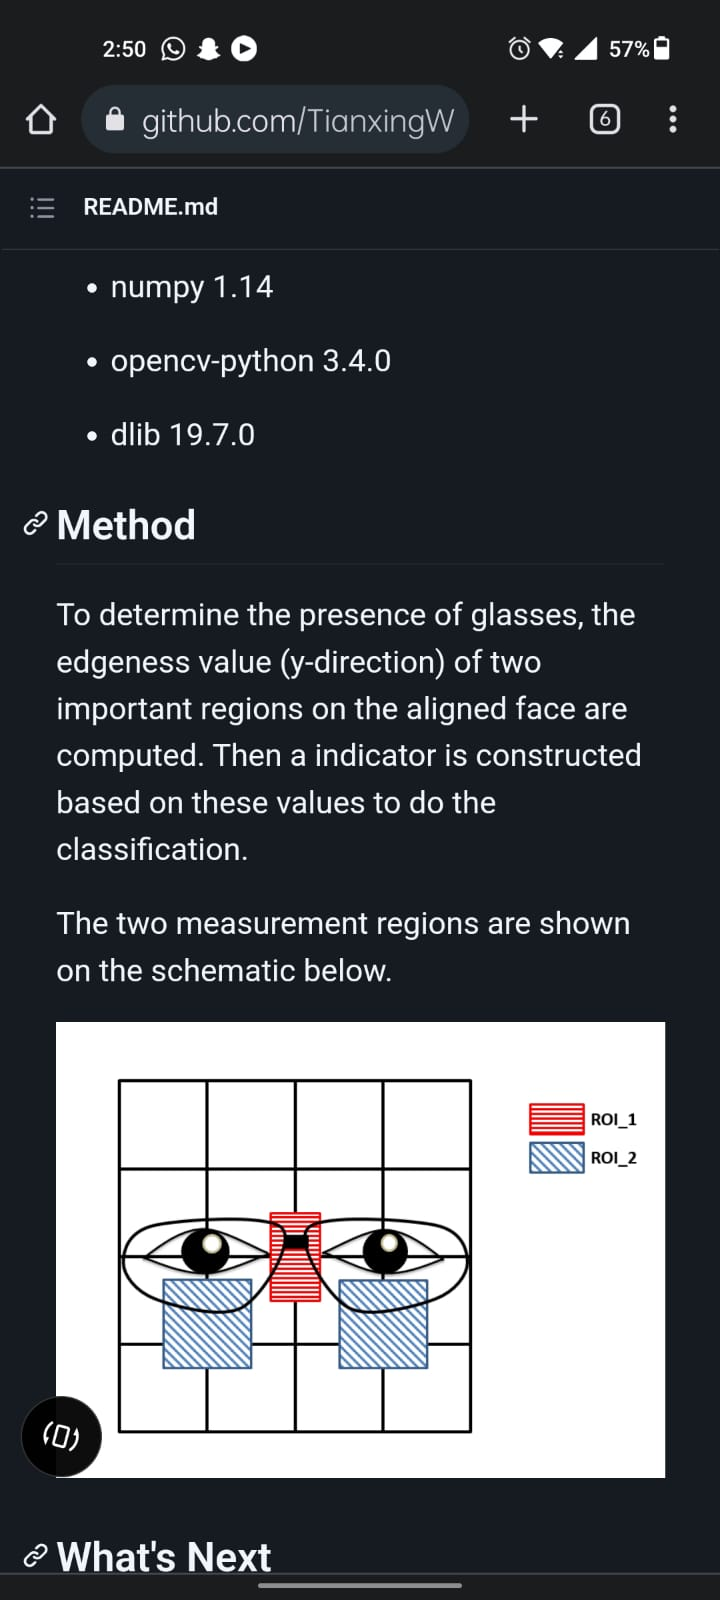 2:50
57%
github.com/TianxingW
6
README.md
• numpy 1.14
• opencv-python 3.4.0
• dlib 19.7.0
Method
To determine the presence of glasses, the
edgeness value (y-direction) of two
important regions on the aligned face are
computed. Then a indicator is constructed
based on these values to do the
classification.
The two measurement regions are shown
on the schematic below.
ROI_1
ROI_2
What's Next